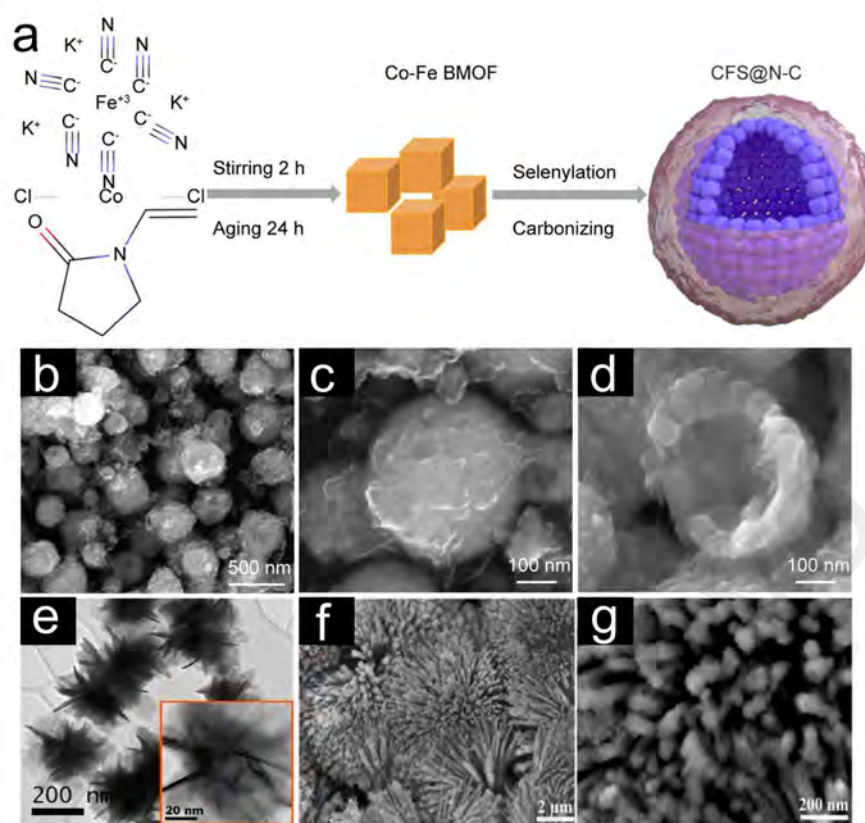 a
K⁺
N
N
C⁻
C⁻
N
C⁻
Fe⁺³
K⁺
C⁻
K⁺
C⁻
C⁻
N
N
N
Cl
Co
Cl
O
N
Stirring 2 h
Aging 24 h
Co-Fe BMOF
Selenylation
Carbonizing
CFS@N-C
b
500 nm
c
100 nm
d
100 nm
e
200 nm
20 nm
f
2 μm
g
200 nm